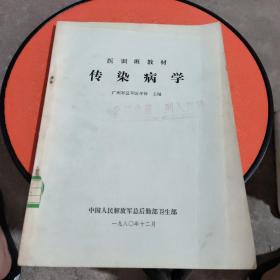 医训班教材
传染病学
广州军区军医学校 主编
中国人民解放军总后勤部卫生部
一九八〇年十二月